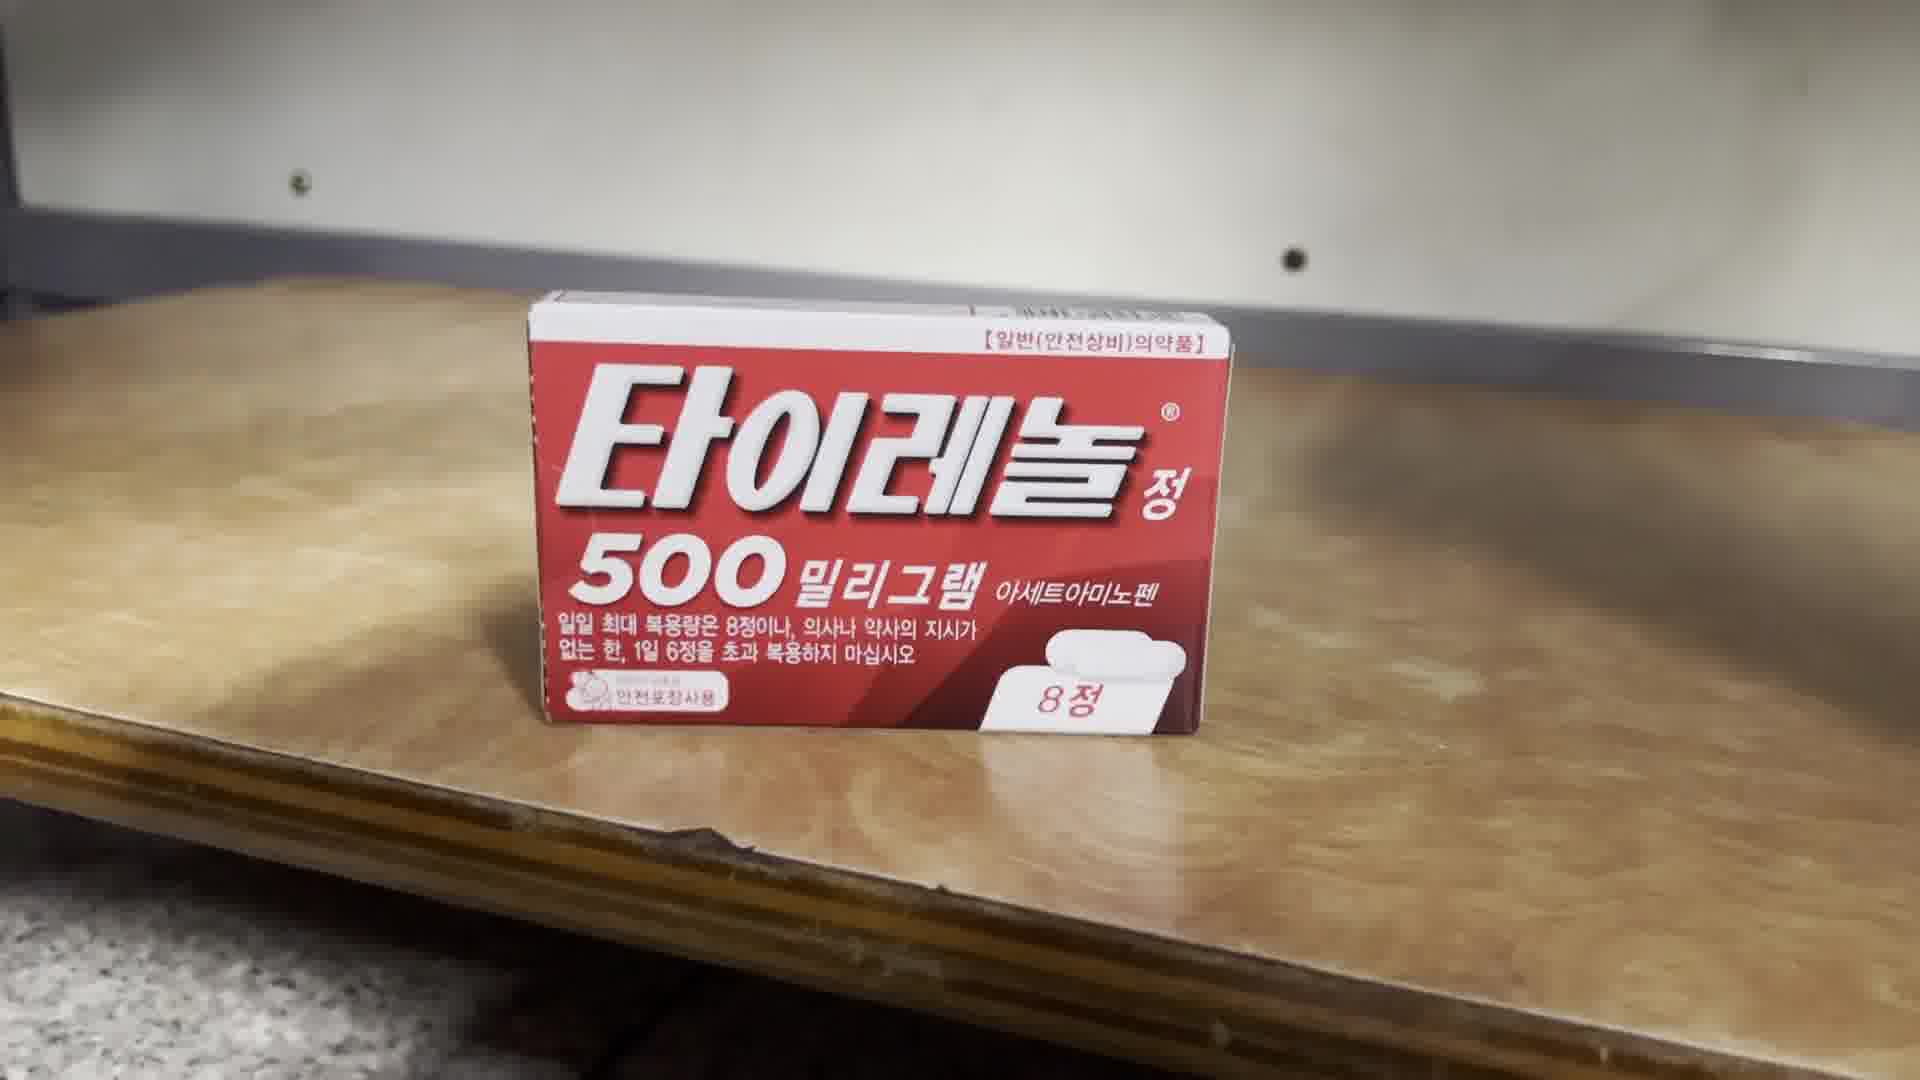 【일반(안전상비)의약품】
타이레놀® 정
500 밀리그램 아세트아미노펜
일일 최대 복용량은 8정이나, 의사나 약사의 지시가
없는 한, 1일 6정을 초과 복용하지 마십시오
안전포장사용
8정